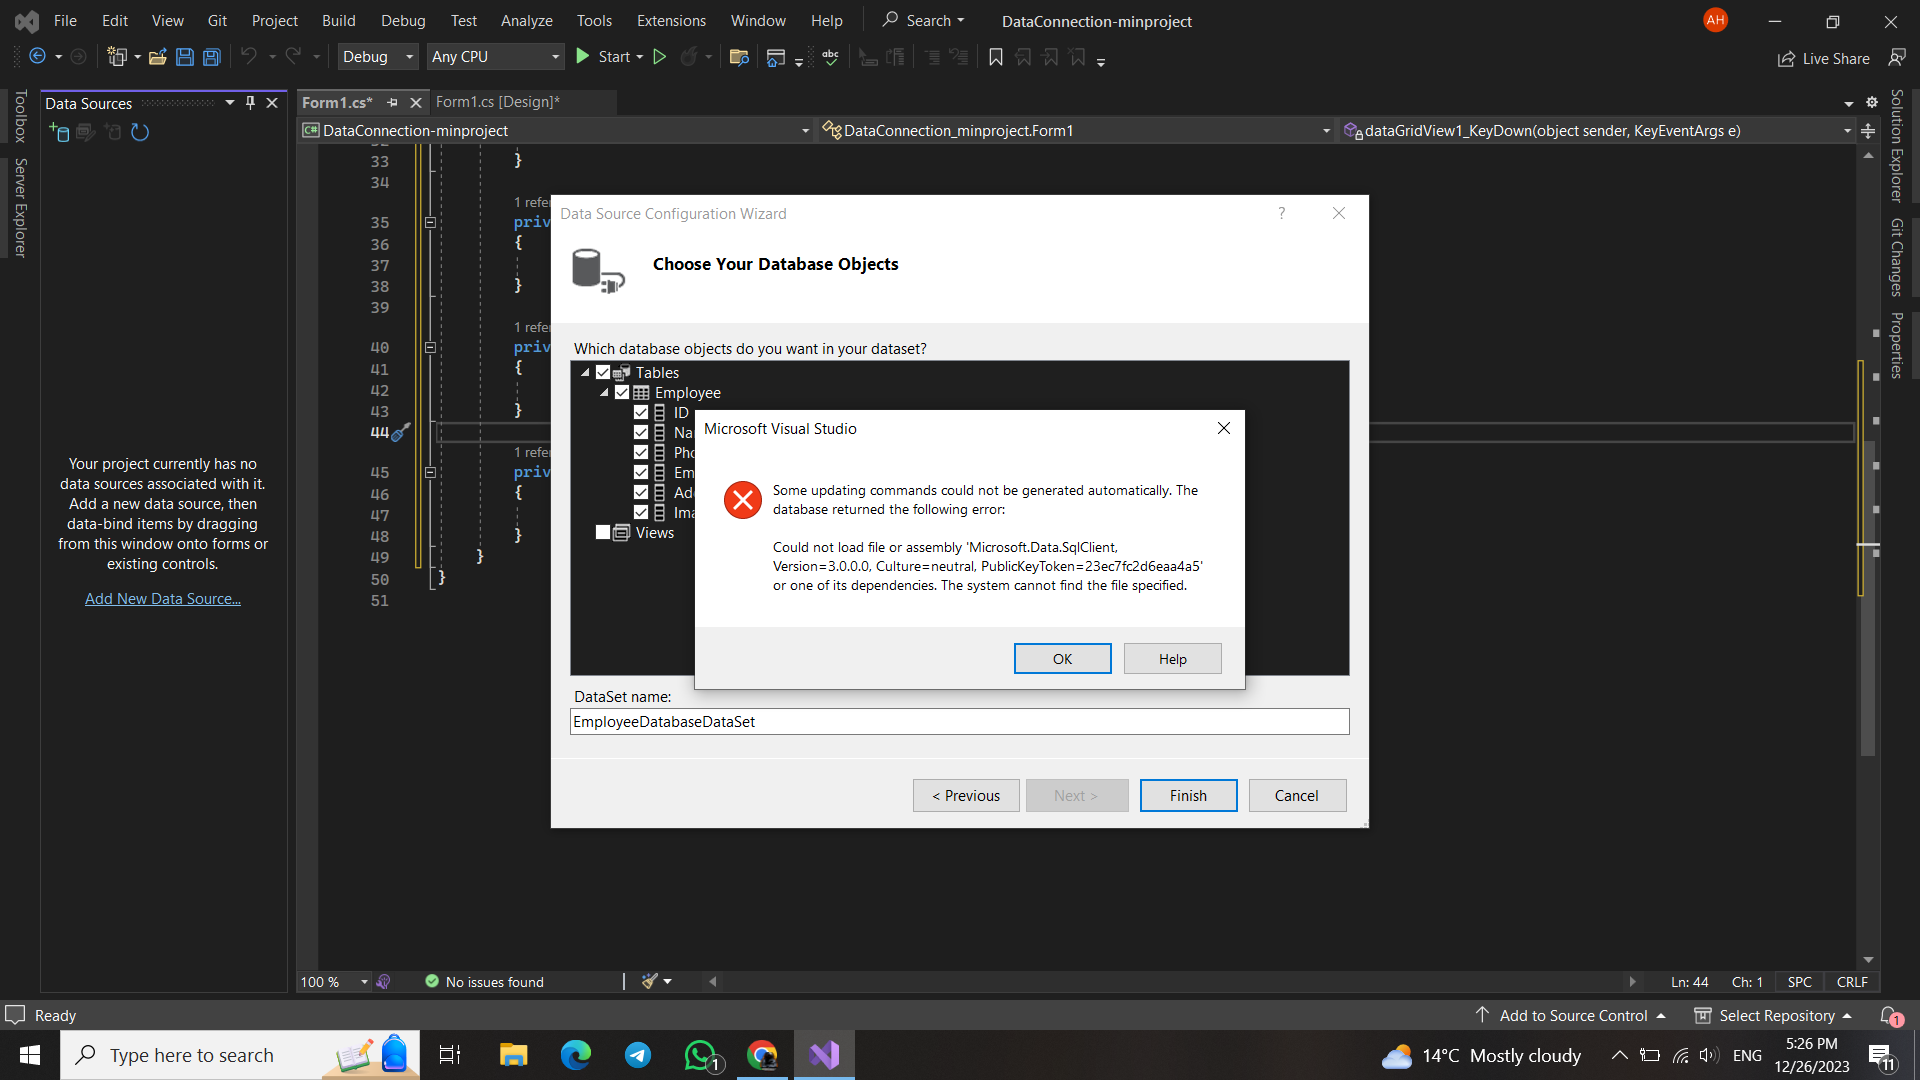 File Edit View Git Project Build Debug Test Analyze Tools Extensions Window Help Search DataConnection-minproject AH
Debug Any CPU Start abc Live Share
Toolbox
Server Explorer
Data Sources
Form1.cs* Form1.cs [Design]*
C# DataConnection-minproject DataConnection_minproject.Form1 dataGridView1_KeyDown(object sender, KeyEventArgs e)
Solution Explorer
Git Changes
Properties
Your project currently has no
data sources associated with it.
Add a new data source, then
data-bind items by dragging
from this window onto forms or
existing controls.
Add New Data Source...
33 }
34
1 refe
35 priv
36 {
37
38 }
39
1 refe
40 priv
41 {
42
43 }
44
1 refe
45 priv
46 {
47
48 }
49 }
50 }
51
Data Source Configuration Wizard ?
Choose Your Database Objects
Which database objects do you want in your dataset?
Tables
Employee
ID
Na
Pho
Em
Ad
Ima
Views
Microsoft Visual Studio
Some updating commands could not be generated automatically. The
database returned the following error:
Could not load file or assembly 'Microsoft.Data.SqlClient,
Version=3.0.0.0, Culture=neutral, PublicKeyToken=23ec7fc2d6eaa4a5'
or one of its dependencies. The system cannot find the file specified.
OK Help
DataSet name:
EmployeeDatabaseDataSet
< Previous Next > Finish Cancel
100 % No issues found Ln: 44 Ch: 1 SPC CRLF
Ready Add to Source Control Select Repository 1
Type here to search 1 14°C Mostly cloudy ENG 5:26 PM
12/26/2023 11